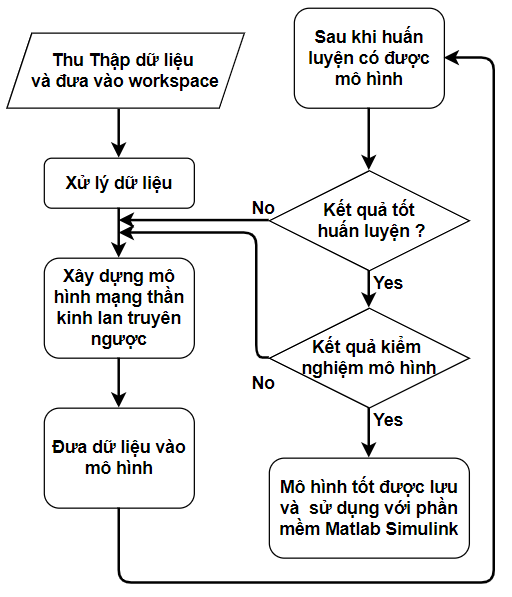 Thu Thập dữ liệu
và đưa vào workspace
Xử lý dữ liệu
Xây dựng mô
hình mạng thần
kinh lan truyên
ngược
Đưa dữ liệu vào
mô hình
Sau khi huấn
luyện có được
mô hình
Kết quả tốt
huấn luyện ?
No
Yes
Kết quả kiểm
nghiệm mô hình
No
Yes
Mô hình tốt được lưu
và sử dụng với phần
mềm Matlab Simulink